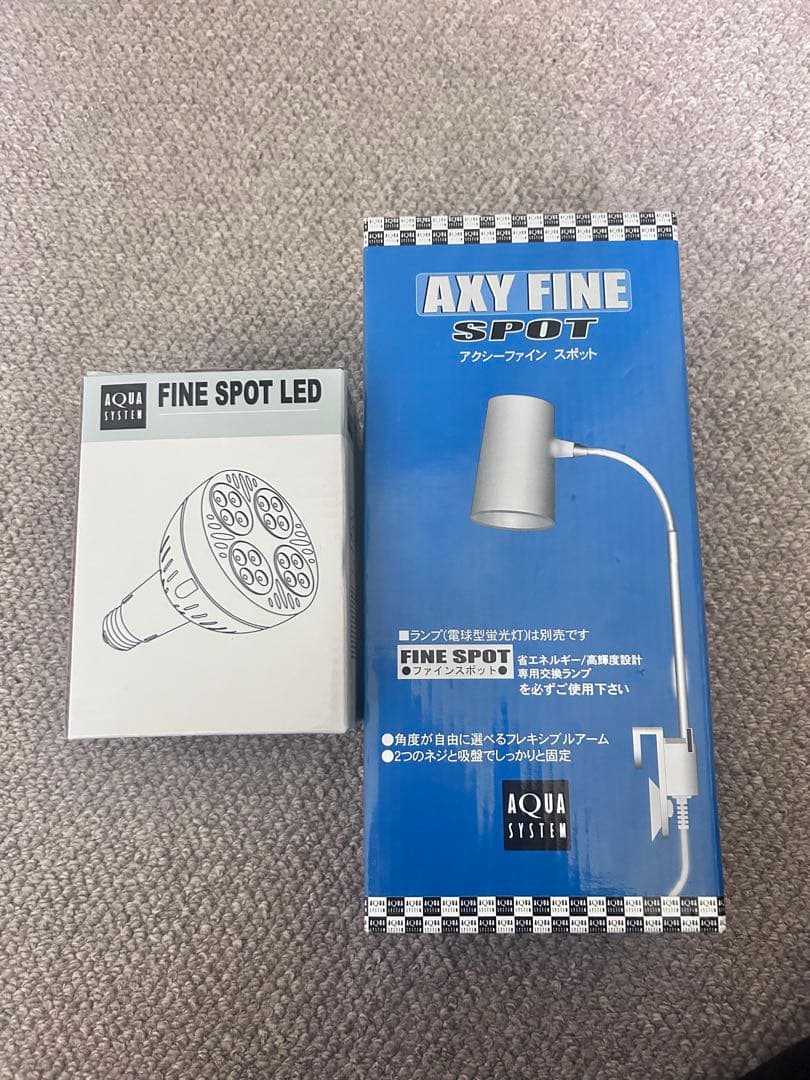 AQUA
SYSTEM
FINE SPOT LED
AXY FINE
SPOT
アクシーファイン スポット
■ランプ(電球型蛍光灯)は別売です
FINE SPOT
●ファインスポット●
省エネルギー/高輝度設計
専用交換ランプ
を必ずご使用下さい
●角度が自由に選べるフレキシブルアーム
●2つのネジと吸盤でしっかりと固定
AQUA
SYSTEM